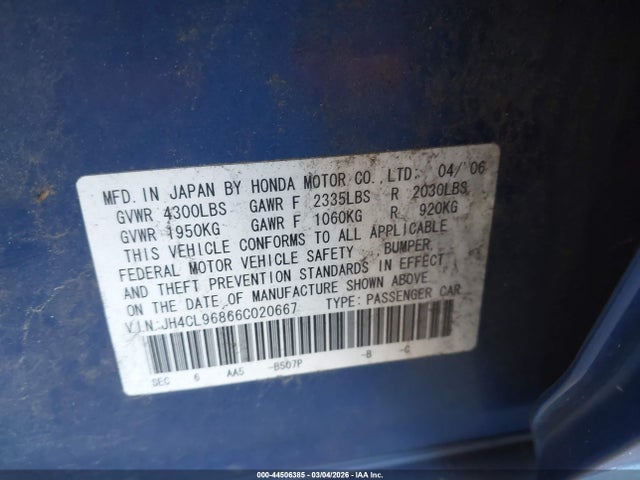 MFD. IN JAPAN BY HONDA MOTOR CO., LTD: 04/ 06
GVWR 4300LBS GAWR F 2335LBS R 2030LBS
GVWR 1950KG GAWR F 1060KG R 920KG
THIS VEHICLE CONFORMS TO ALL APPLICABLE
FEDERAL MOTOR VEHICLE SAFETY , BUMPER,
AND THEFT PREVENTION STANDARDS IN EFFECT
ON THE DATE OF MANUFACTURE SHOWN ABOVE
V.I.N:JH4CL96866C020667 TYPE: PASSENGER CAR
SEC 6 AA5 -B507P -B -C
000-44506385 - 03/04/2026 - IAA Inc.